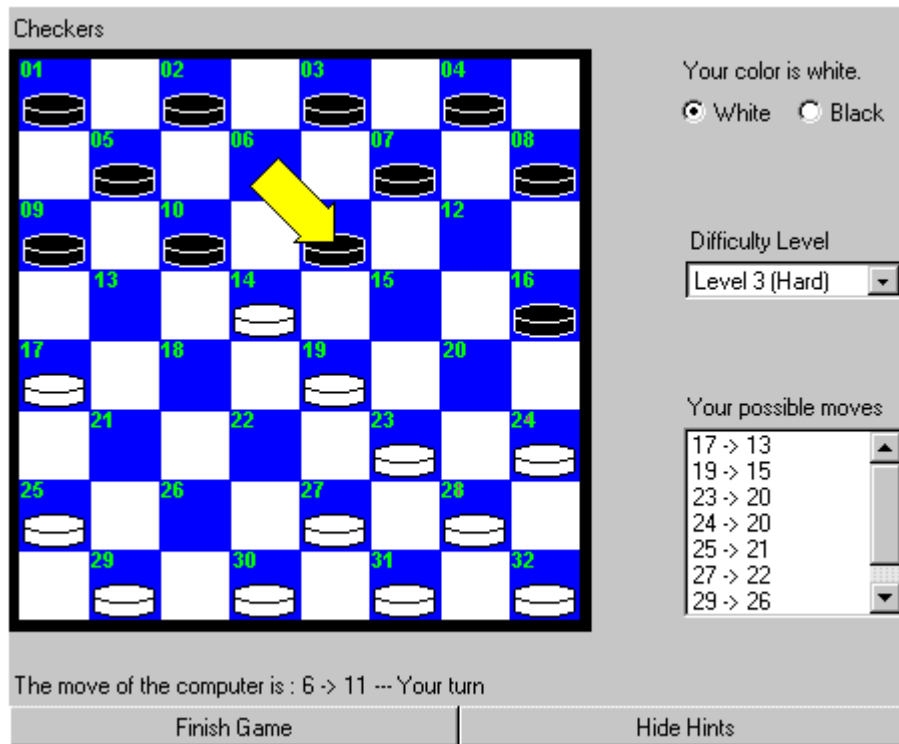 Checkers
01 02 03 04
Your color is white.
White Black
05 06 07 08
09 10 12
Difficulty Level
Level 3 (Hard)
13 14 15 16
17 18 19 20
Your possible moves
21 22 23 24
17 -> 13
19 -> 15
23 -> 20
24 -> 20
25 -> 21
27 -> 22
29 -> 26
25 26 27 28
29 30 31 32
The move of the computer is : 6 -> 11 --- Your turn
Finish Game Hide Hints